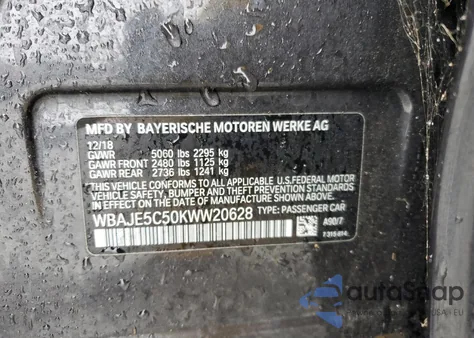 MFD BY BAYERISCHE MOTOREN WERKE AG
12/18
GVWR 5060 lbs 2295 kg
GAWR FRONT 2480 lbs 1125 kg
GAWR REAR 2736 lbs 1241 kg
THIS VEHICLE CONFORMS TO ALL APPLICABLE U.S.FEDERAL MOTOR
VEHICLE SAFETY, BUMPER, AND THEFT PREVENTION STANDARDS
IN EFFECT ON THE DATE OF MANUFACTURE SHOWN ABOVE.
WBAJE5C50KWW20628 TYPE: PASSENGER CAR
A90/7
autoSnap